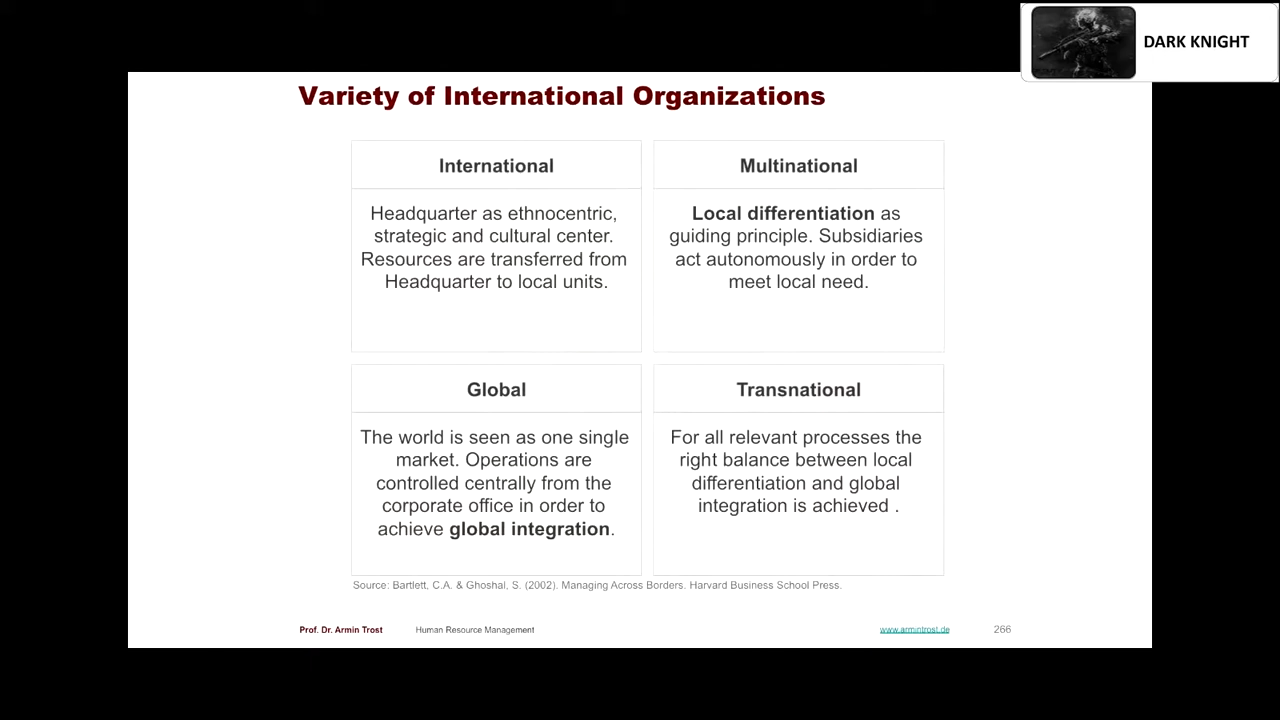 DARK KNIGHT
Variety of International Organizations
International
Headquarter as ethnocentric,
strategic and cultural center.
Resources are transferred from
Headquarter to local units.
Multinational
Local differentiation as
guiding principle. Subsidiaries
act autonomously in order to
meet local need.
Global
The world is seen as one single
market. Operations are
controlled centrally from the
corporate office in order to
achieve global integration.
Transnational
For all relevant processes the
right balance between local
differentiation and global
integration is achieved .
Source: Bartlett, C.A. & Ghoshal, S. (2002). Managing Across Borders. Harvard Business School Press.
Prof. Dr. Armin Trost Human Resource Management www.armintrost.de 266